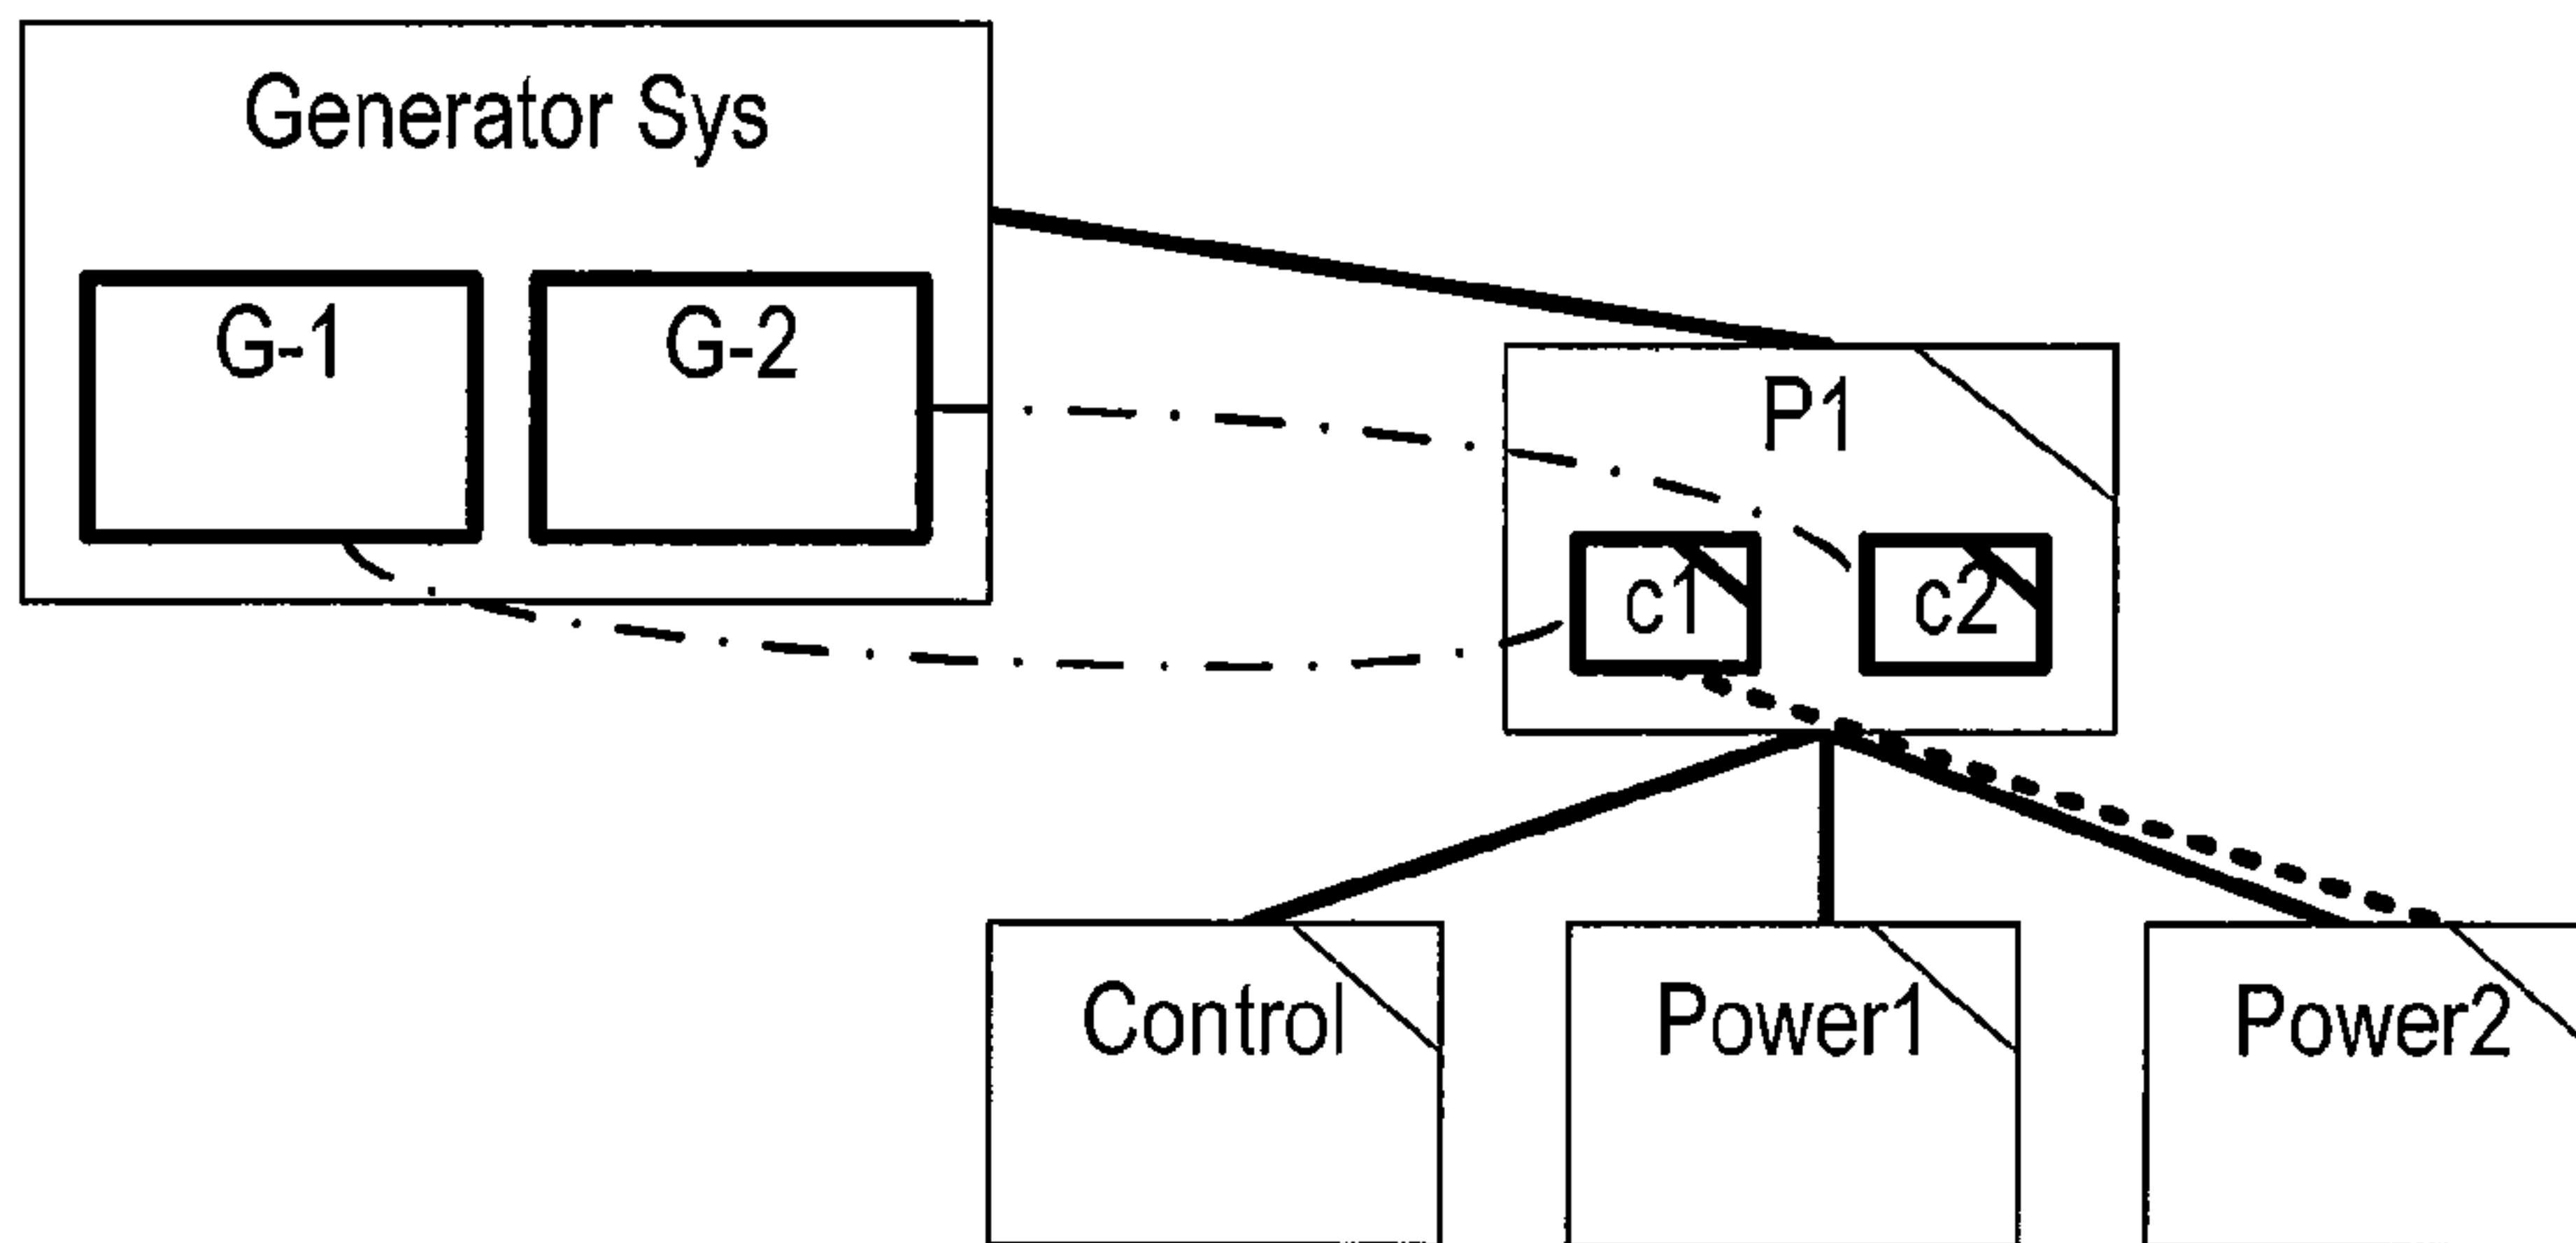 Generator Sys
G-1
G-2
P1
c1
c2
Control
Power1
Power2